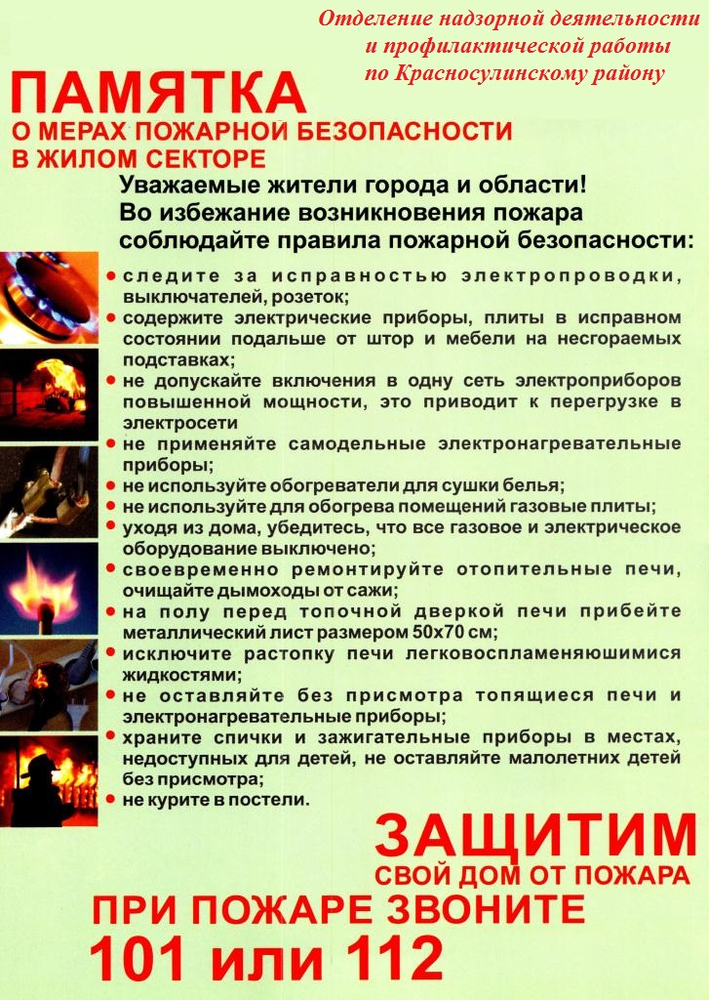 Отделение надзорной деятельности
и профилактической работы
по Красносулинскому району
ПАМЯТКА
О МЕРАХ ПОЖАРНОЙ БЕЗОПАСНОСТИ
В ЖИЛОМ СЕКТОРЕ
Уважаемые жители города и области!
Во избежание возникновения пожара
соблюдайте правила пожарной безопасности:
• следите за исправностью электропроводки,
выключателей, розеток;
• содержите электрические приборы, плиты в исправном
состоянии подальше от штор и мебели на несгораемых
подставках;
• не допускайте включения в одну сеть электроприборов
повышенной мощности, это приводит к перегрузке в
электросети
• не применяйте самодельные электронагревательные
приборы;
• не используйте обогреватели для сушки белья;
• не используйте для обогрева помещений газовые плиты;
• уходя из дома, убедитесь, что все газовое и электрическое
оборудование выключено;
• своевременно ремонтируйте отопительные печи,
очищайте дымоходы от сажи;
• на полу перед топочной дверкой печи прибейте
металлический лист размером 50х70 см;
• исключите растопку печи легковоспламеняюшимися
жидкостями;
• не оставляйте без присмотра топящиеся печи и
электронагревательные приборы;
• храните спички и зажигательные приборы в местах,
недоступных для детей, не оставляйте малолетних детей
без присмотра;
• не курите в постели.
ЗАЩИТИМ
СВОЙ ДОМ ОТ ПОЖАРА
ПРИ ПОЖАРЕ ЗВОНИТЕ
101 или 112